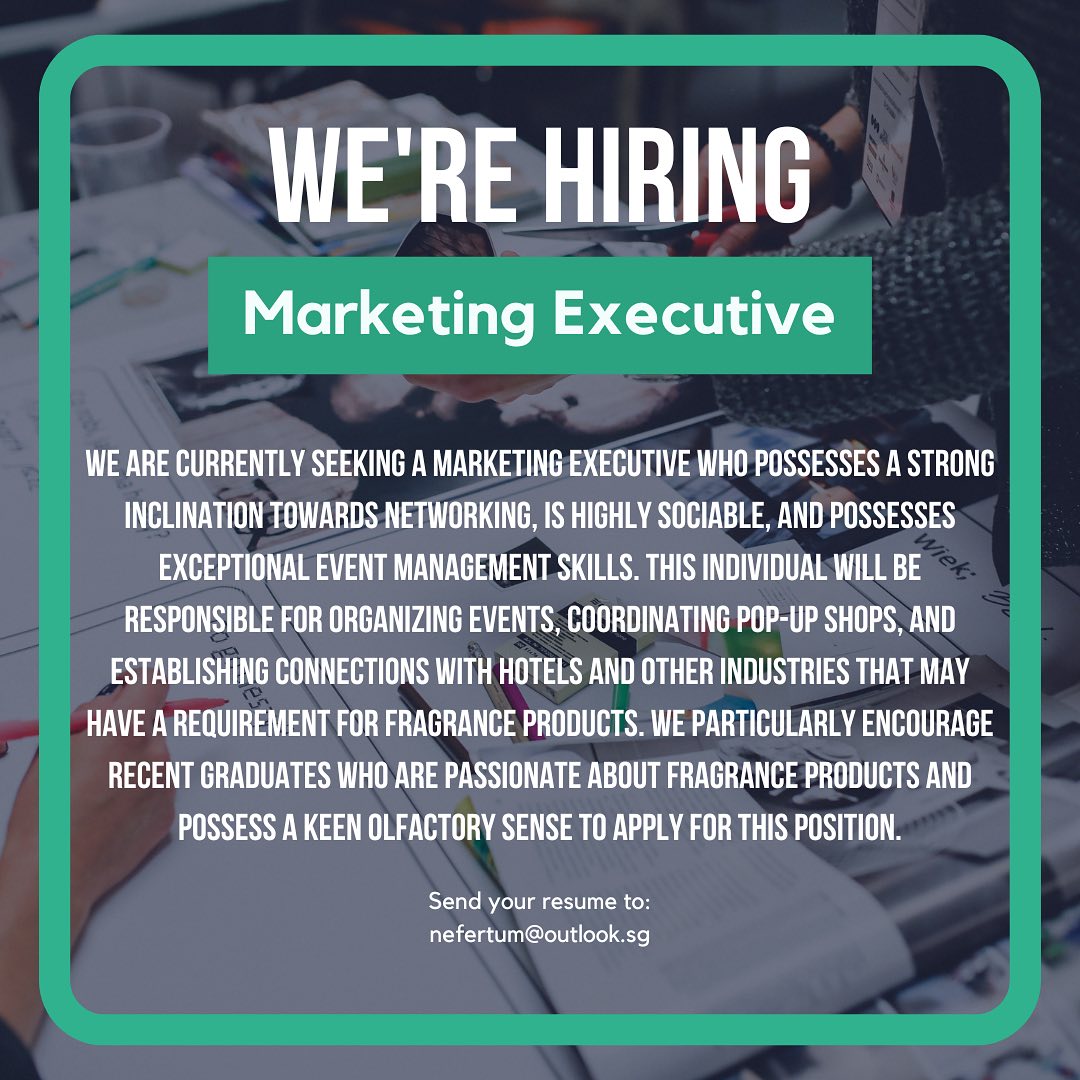 WE'RE HIRING
Marketing Executive
WE ARE CURRENTLY SEEKING A MARKETING EXECUTIVE WHO POSSESSES A STRONG
INCLINATION TOWARDS NETWORKING, IS HIGHLY SOCIABLE, AND POSSESSES
EXCEPTIONAL EVENT MANAGEMENT SKILLS. THIS INDIVIDUAL WILL BE
RESPONSIBLE FOR ORGANIZING EVENTS, COORDINATING POP-UP SHOPS, AND
ESTABLISHING CONNECTIONS WITH HOTELS AND OTHER INDUSTRIES THAT MAY
HAVE A REQUIREMENT FOR FRAGRANCE PRODUCTS. WE PARTICULARLY ENCOURAGE
RECENT GRADUATES WHO ARE PASSIONATE ABOUT FRAGRANCE PRODUCTS AND
POSSESS A KEEN OLFACTORY SENSE TO APPLY FOR THIS POSITION.
Wiek;
Send your resume to:
nefertum@outlook.sg